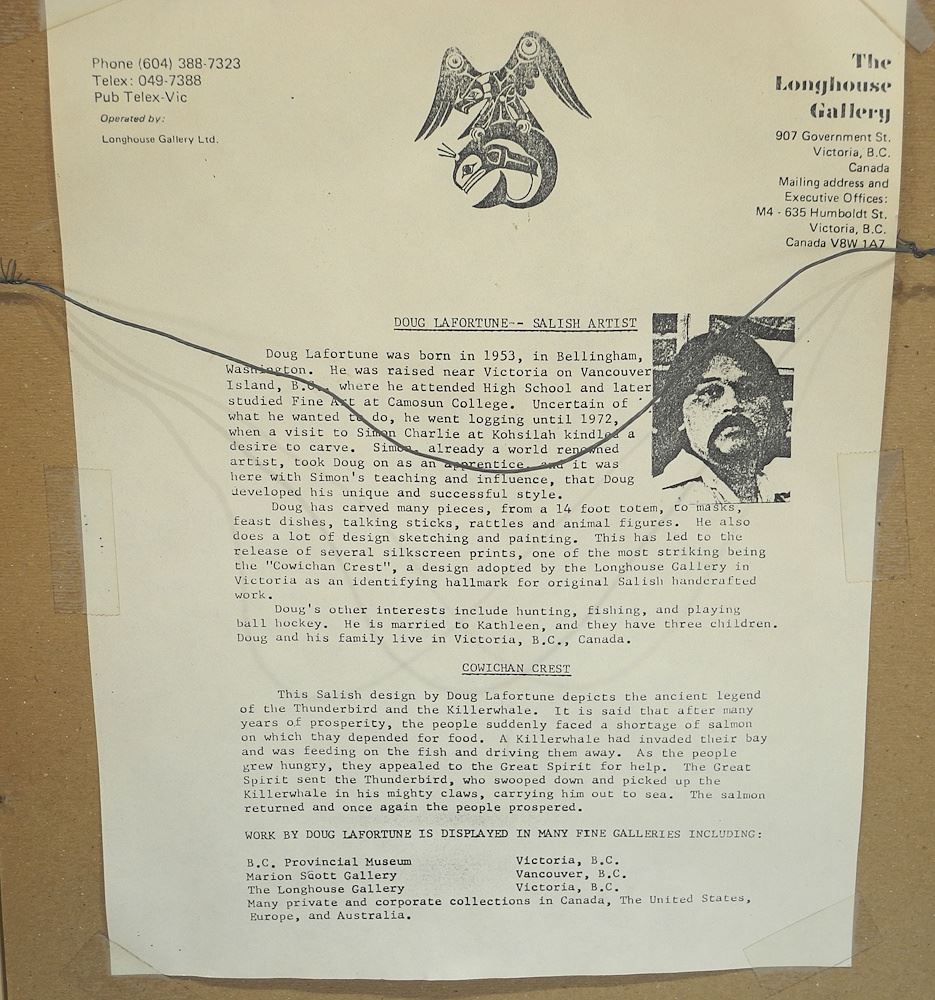 Phone (604) 388-7323
Telex: 049-7388
Pub Telex-Vic
Operated by:
Longhouse Gallery Ltd.
The
Longhouse
Gallery
907 Government St.
Victoria, B.C.
Canada
Mailing address and
Executive Offices:
M4 - 635 Humboldt St.
Victoria, B.C.
Canada V8W 1A7
DOUG LAFORTUNE-- SALISH ARTIST
Doug Lafortune was born in 1953, in Bellingham,
Washington. He was raised near Victoria on Vancouver
Island, B.C., where he attended High School and later
studied Fine Art at Camosun College. Uncertain of
what he wanted to do, he went logging until 1972,
when a visit to Simon Charlie at Kohsilah kindled a
desire to carve. Simon, already a world renowned
artist, took Doug on as an apprentice, and it was
here with Simon's teaching and influence, that Doug
developed his unique and successful style.
Doug has carved many pieces, from a 14 foot totem, to masks,
feast dishes, talking sticks, rattles and animal figures. He also
does a lot of design sketching and painting. This has led to the
release of several silkscreen prints, one of the most striking being
the "Cowichan Crest", a design adopted by the Longhouse Gallery in
Victoria as an identifying hallmark for original Salish handcrafted
work.
Doug's other interests include hunting, fishing, and playing
ball hockey. He is married to Kathleen, and they have three children.
Doug and his family live in Victoria, B.C., Canada.
COWICHAN CREST
This Salish design by Doug Lafortune depicts the ancient legend
of the Thunderbird and the Killerwhale. It is said that after many
years of prosperity, the people suddenly faced a shortage of salmon
on which thay depended for food. A Killerwhale had invaded their bay
and was feeding on the fish and driving them away. As the people
grew hungry, they appealed to the Great Spirit for help. The Great
Spirit sent the Thunderbird, who swooped down and picked up the
Killerwhale in his mighty claws, carrying him out to sea. The salmon
returned and once again the people prospered.
WORK BY DOUG LAFORTUNE IS DISPLAYED IN MANY FINE GALLERIES INCLUDING:
B.C. Provincial Museum Victoria, B.C.
Marion Scott Gallery Vancouver, B.C.
The Longhouse Gallery Victoria, B.C.
Many private and corporate collections in Canada, The United States,
Europe, and Australia.